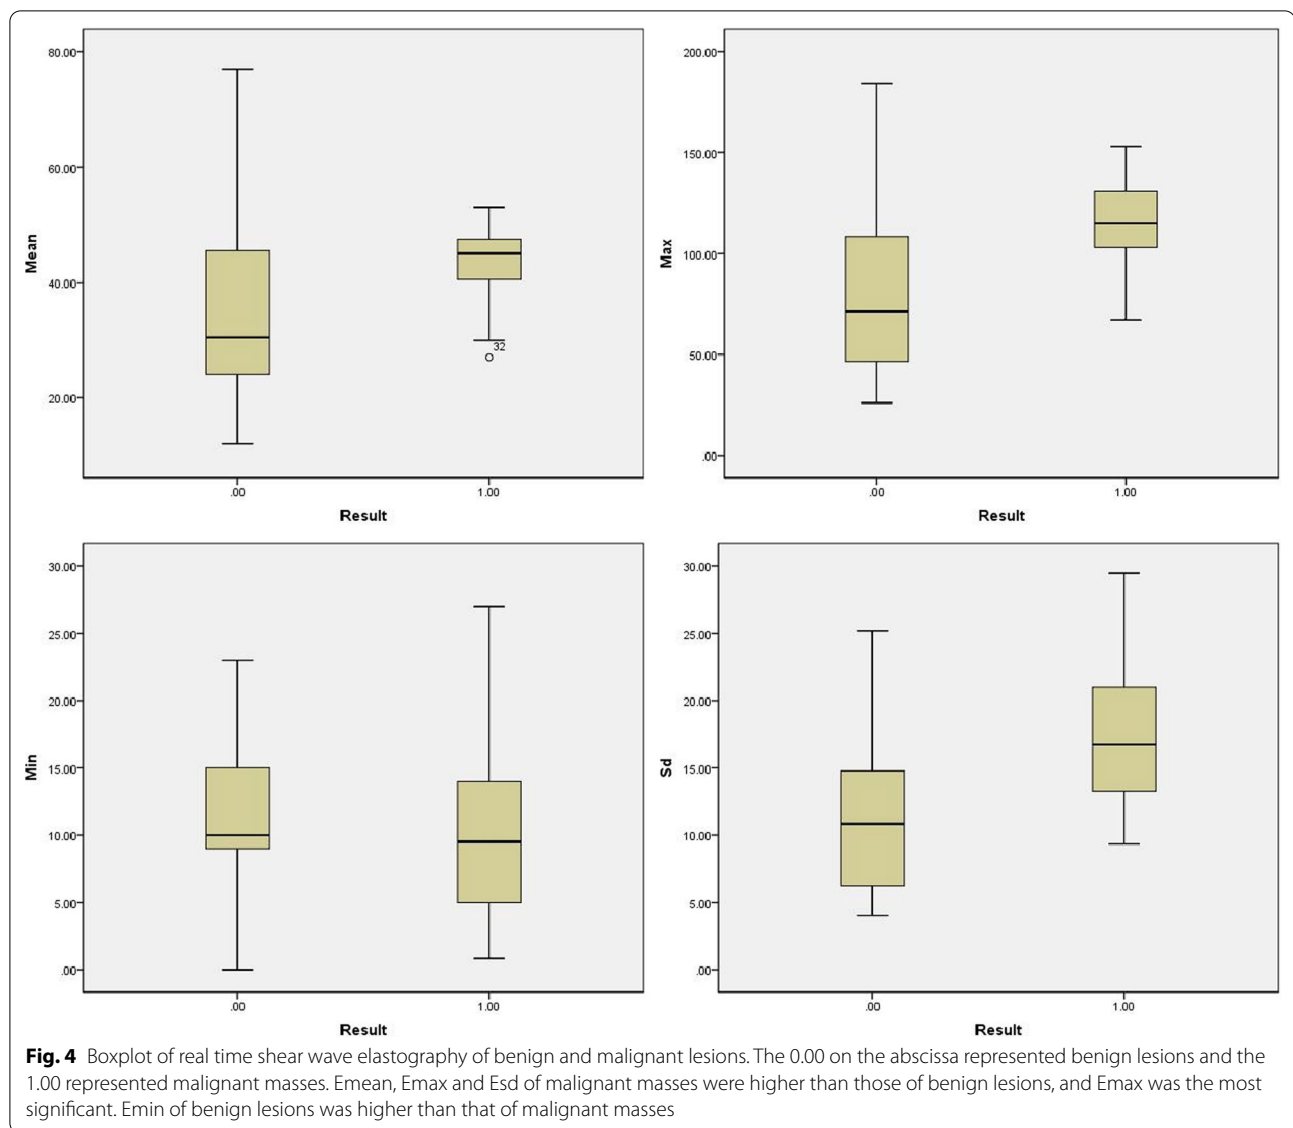 80.00
60.00
40.00
20.00
Mean
32
.00
1.00
Result
200.00
150.00
100.00
50.00
.00
Max
.00
1.00
Result
30.00
25.00
20.00
15.00
10.00
5.00
.00
Min
.00
1.00
Result
30.00
25.00
20.00
15.00
10.00
5.00
.00
Sd
.00
1.00
Result
Fig. 4 Boxplot of real time shear wave elastography of benign and malignant lesions. The 0.00 on the abscissa represented benign lesions and the
1.00 represented malignant masses. Emean, Emax and Esd of malignant masses were higher than those of benign lesions, and Emax was the most
significant. Emin of benign lesions was higher than that of malignant masses